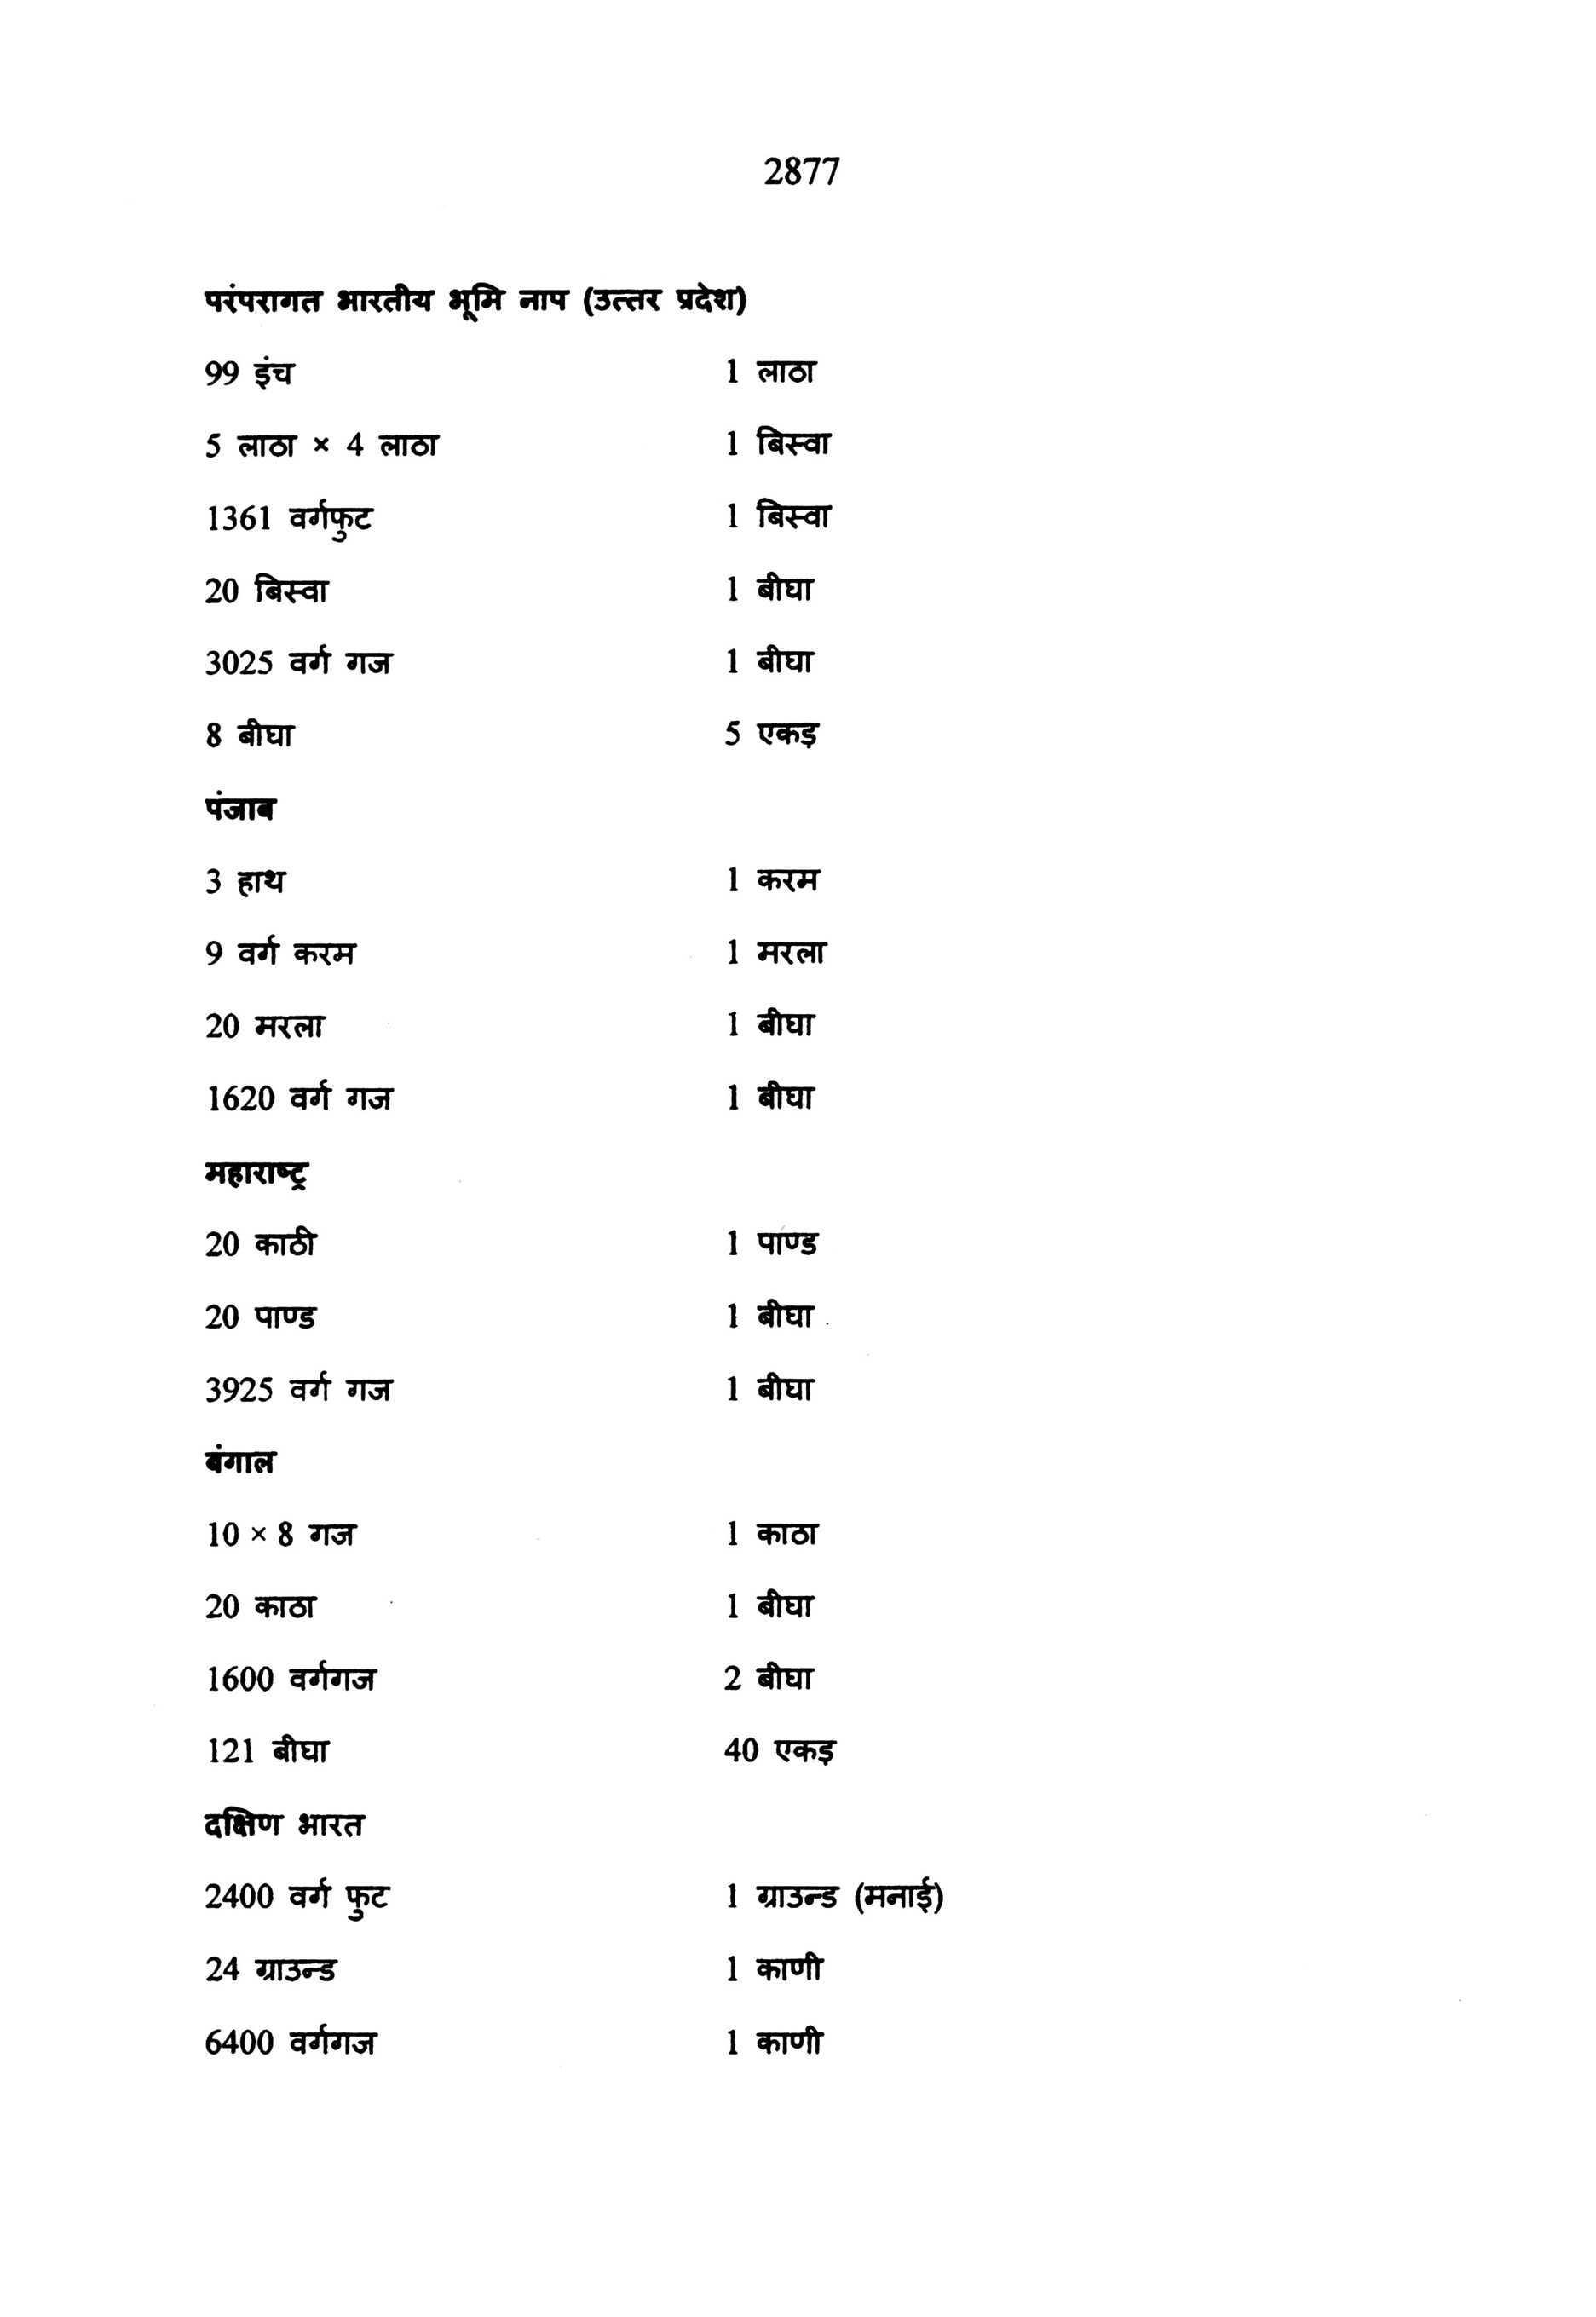 2877
परंपरागत भारतीय भूमि नाप (उत्तर प्रदेश)
99 इंच 1 लाठा
5 लाठा × 4 लाठा 1 बिस्वा
1361 वर्गफुट 1 बिस्वा
20 बिस्वा 1 बीघा
3025 वर्ग गज 1 बीघा
8 बीघा 5 एकड़
पंजाब
3 हाथ 1 करम
9 वर्ग करम 1 मरला
20 मरला 1 बीघा
1620 वर्ग गज 1 बीघा
महाराष्ट्र
20 काठी 1 पाण्ड
20 पाण्ड 1 बीघा
3925 वर्ग गज 1 बीघा
बंगाल
10 × 8 गज 1 काठा
20 काठा 1 बीघा
1600 वर्गगज 2 बीघा
121 बीघा 40 एकड़
दक्षिण भारत
2400 वर्ग फुट 1 ग्राउन्ड (मनाई)
24 ग्राउन्ड 1 काणी
6400 वर्गगज 1 काणी